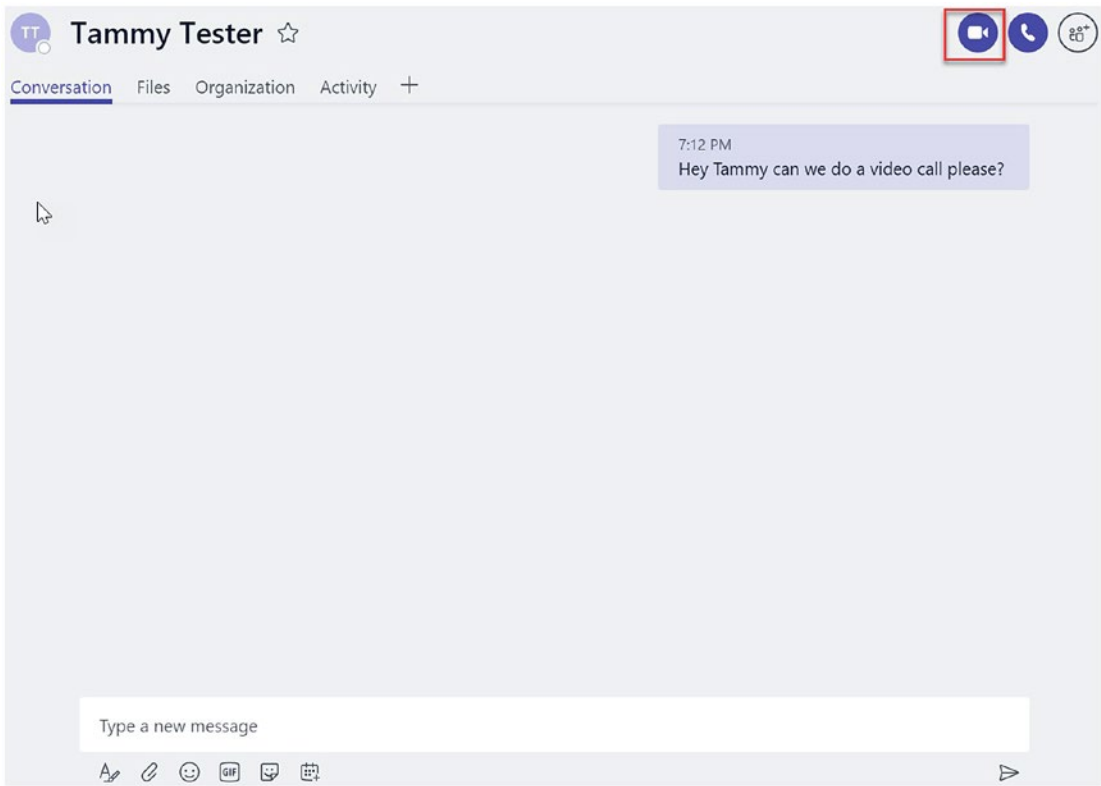 TT
Tammy Tester
Conversation Files Organization Activity
7:12 PM
Hey Tammy can we do a video call please?
Type a new message
GIF